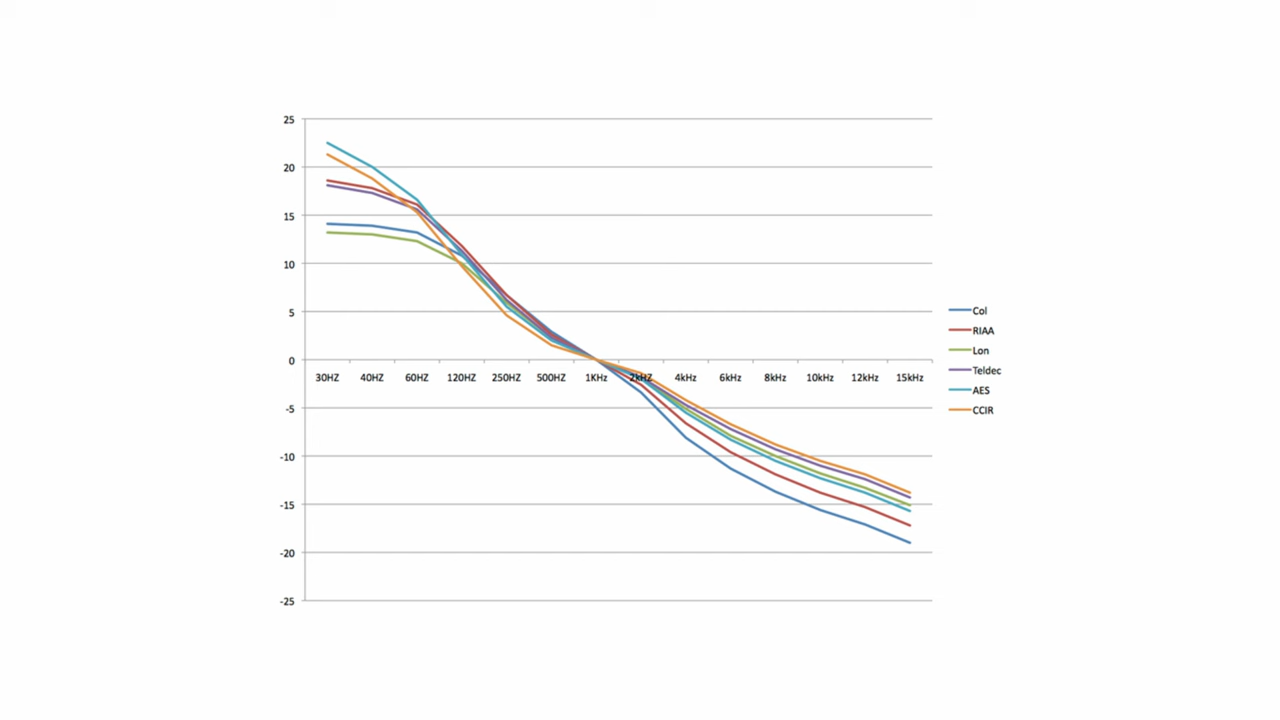 25
20
15
10
5
0
-5
-10
-15
-20
-25
30HZ 40HZ 60HZ 120HZ 250HZ 500HZ 1KHz 2kHZ 4kHz 6kHz 8kHz 10kHz 12kHz 15kHz
Col
RIAA
Lon
Teldec
AES
CCIR